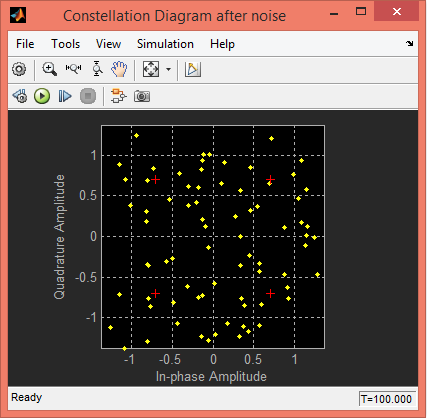 Constellation Diagram after noise
File Tools View Simulation Help
Quadrature Amplitude
1
0.5
0
-0.5
-1
-1 -0.5 0 0.5 1
In-phase Amplitude
Ready T=100.000